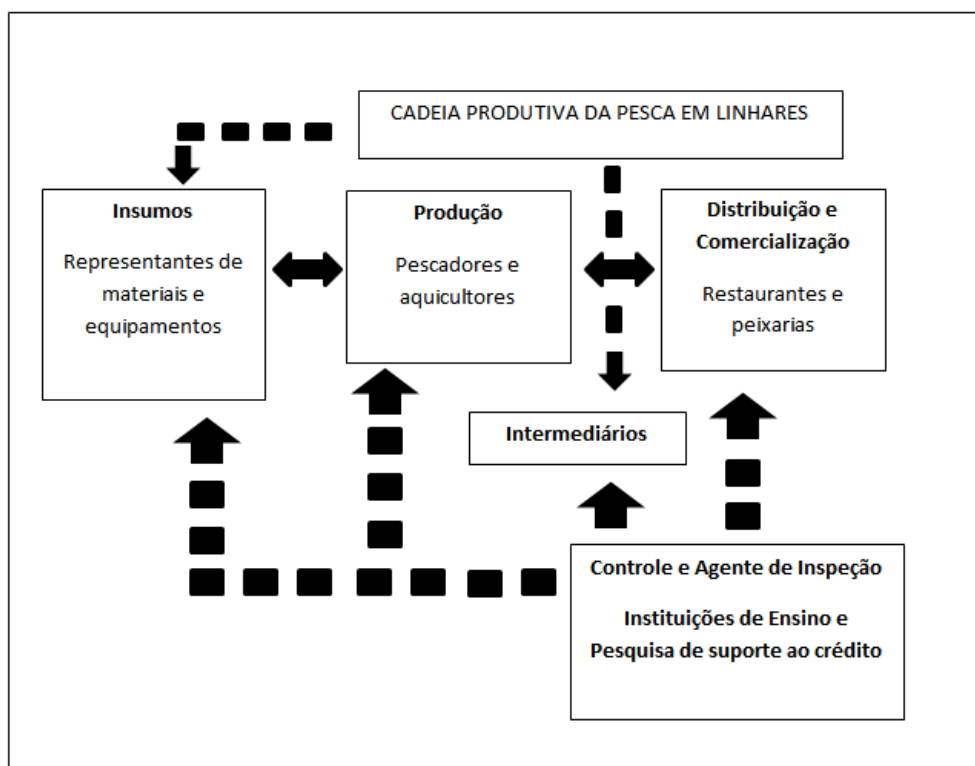 CADEIA PRODUTIVA DA PESCA EM LINHARES
Insumos
Representantes de
materiais e
equipamentos
Produção
Pescadores e
aquicultores
Distribuição e
Comercialização
Restaurantes e
peixarias
Intermediários
Controle e Agente de Inspeção
Instituições de Ensino e
Pesquisa de suporte ao crédito